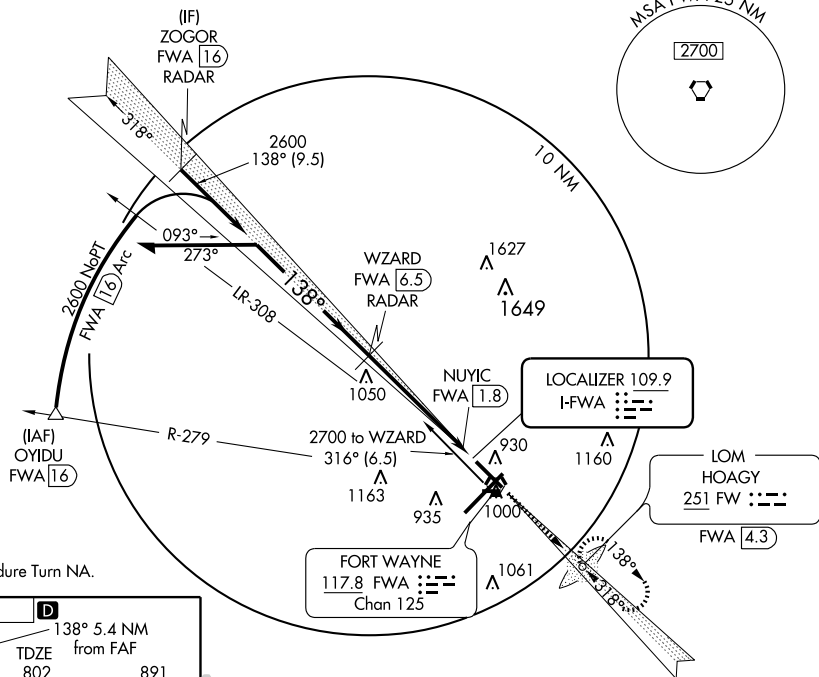 (IF)
ZOGOR
FWA 16
RADAR
MSA FW 25 NM
2700
318°
2600
138° (9.5)
10 NM
093°
273°
2600 NoPT
FWA 16 Arc
LR-308
138°
WZARD
FWA 6.5
RADAR
1627
1649
1050
NUYIC
FWA 1.8
LOCALIZER 109.9
I-FWA
(IAF)
OYIDU
FWA 16
R-279
2700 to WZARD
316° (6.5)
930
1160
1163
935
1000
LOM
HOAGY
251 FW
FWA 4.3
138°
318°
FORT WAYNE
117.8 FWA
Chan 125
1061
dure Turn NA.
D
138° 5.4 NM
from FAF
TDZE
802
891